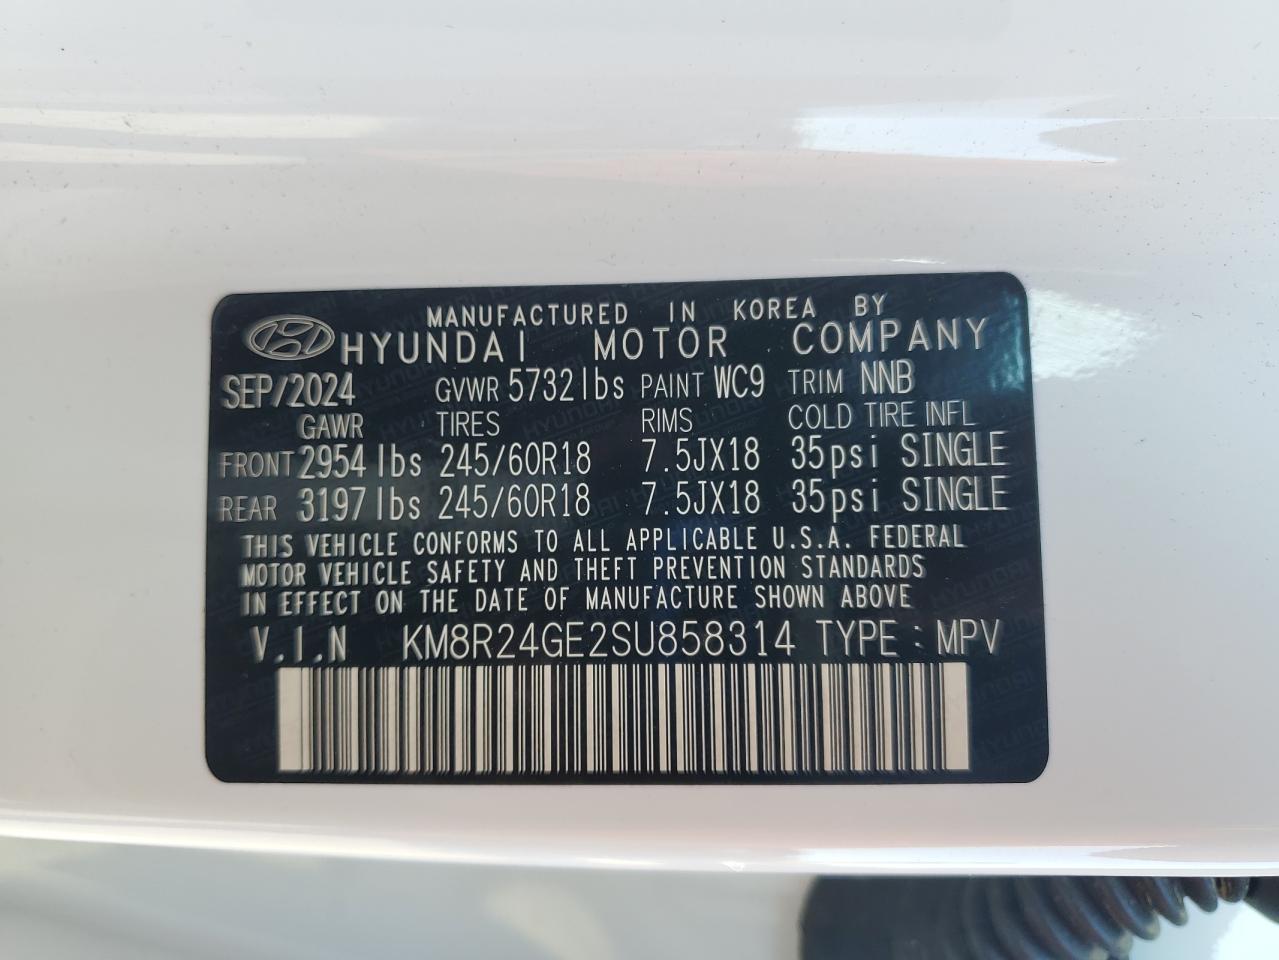 MANUFACTURED IN KOREA BY
HYUNDAI MOTOR COMPANY
SEP/2024 GVWR 5732lbs PAINT WC9 TRIM NNB
GAWR TIRES RIMS COLD TIRE INFL
FRONT 2954lbs 245/60R18 7.5JX18 35psi SINGLE
REAR 3197lbs 245/60R18 7.5JX18 35psi SINGLE
THIS VEHICLE CONFORMS TO ALL APPLICABLE U.S.A. FEDERAL
MOTOR VEHICLE SAFETY AND THEFT PREVENTION STANDARDS
IN EFFECT ON THE DATE OF MANUFACTURE SHOWN ABOVE
V.I.N KM8R24GE2SU858314 TYPE : MPV